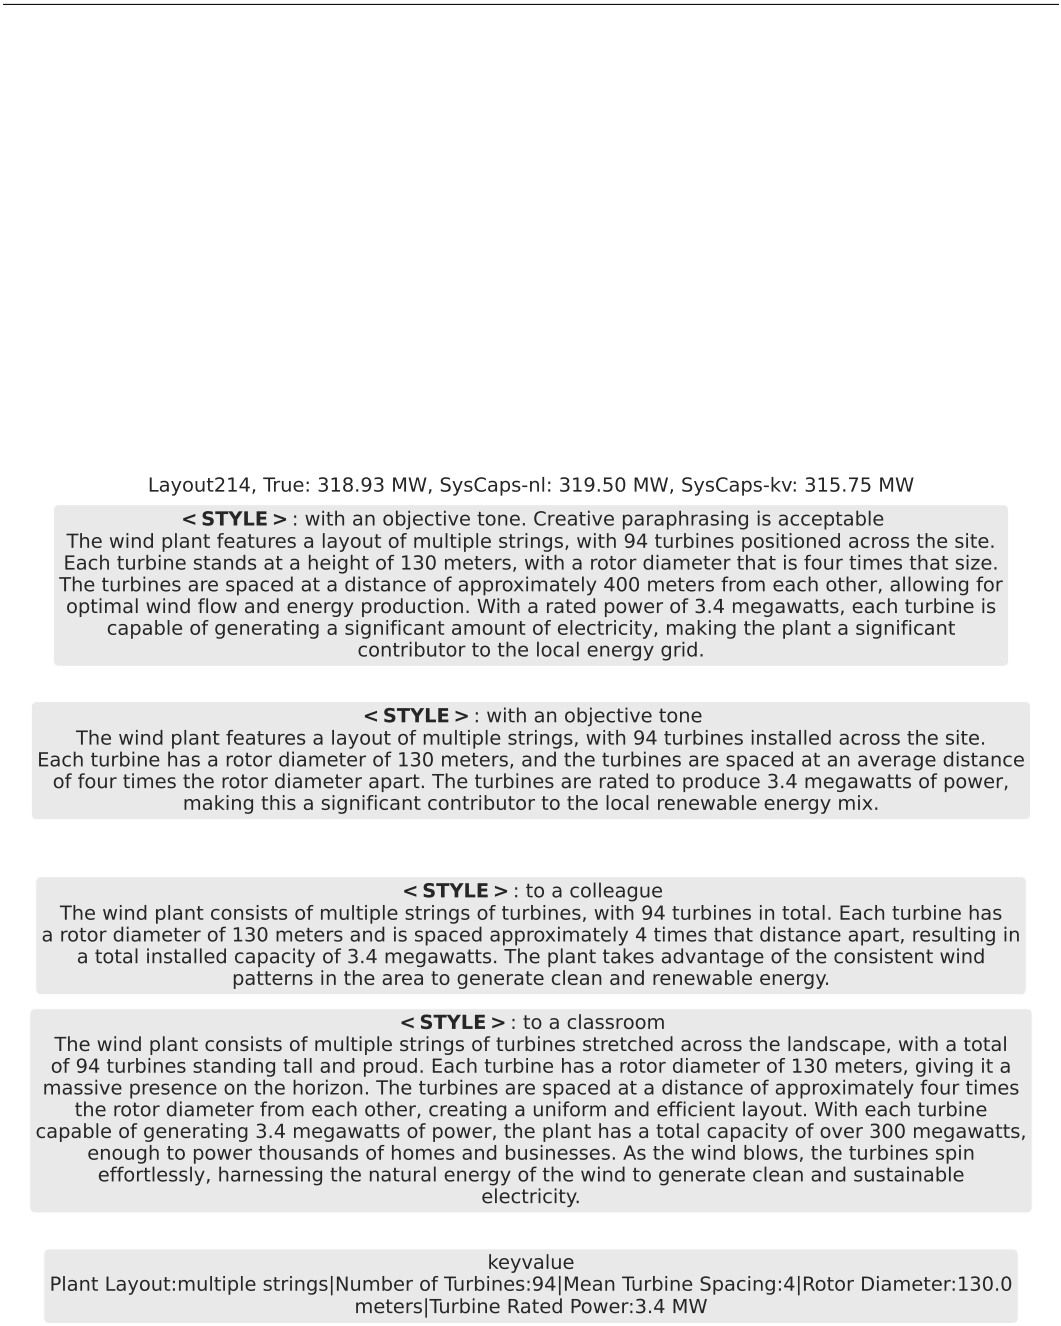 Layout214, True: 318.93 MW, SysCaps-nl: 319.50 MW, SysCaps-kv: 315.75 MW
<STYLE>: with an objective tone. Creative paraphrasing is acceptable
The wind plant features a layout of multiple strings, with 94 turbines positioned across the site.
Each turbine stands at a height of 130 meters, with a rotor diameter that is four times that size.
The turbines are spaced at a distance of approximately 400 meters from each other, allowing for
optimal wind flow and energy production. With a rated power of 3.4 megawatts, each turbine is
capable of generating a significant amount of electricity, making the plant a significant
contributor to the local energy grid.
<STYLE>: with an objective tone
The wind plant features a layout of multiple strings, with 94 turbines installed across the site.
Each turbine has a rotor diameter of 130 meters, and the turbines are spaced at an average distance
of four times the rotor diameter apart. The turbines are rated to produce 3.4 megawatts of power,
making this a significant contributor to the local renewable energy mix.
<STYLE>: to a colleague
The wind plant consists of multiple strings of turbines, with 94 turbines in total. Each turbine has
a rotor diameter of 130 meters and is spaced approximately 4 times that distance apart, resulting in
a total installed capacity of 3.4 megawatts. The plant takes advantage of the consistent wind
patterns in the area to generate clean and renewable energy.
<STYLE>: to a classroom
The wind plant consists of multiple strings of turbines stretched across the landscape, with a total
of 94 turbines standing tall and proud. Each turbine has a rotor diameter of 130 meters, giving it a
massive presence on the horizon. The turbines are spaced at a distance of approximately four times
the rotor diameter from each other, creating a uniform and efficient layout. With each turbine
capable of generating 3.4 megawatts of power, the plant has a total capacity of over 300 megawatts,
enough to power thousands of homes and businesses. As the wind blows, the turbines spin
effortlessly, harnessing the natural energy of the wind to generate clean and sustainable
electricity.
keyvalue
Plant Layout:multiple strings|Number of Turbines:94|Mean Turbine Spacing:4|Rotor Diameter:130.0
meters|Turbine Rated Power:3.4 MW